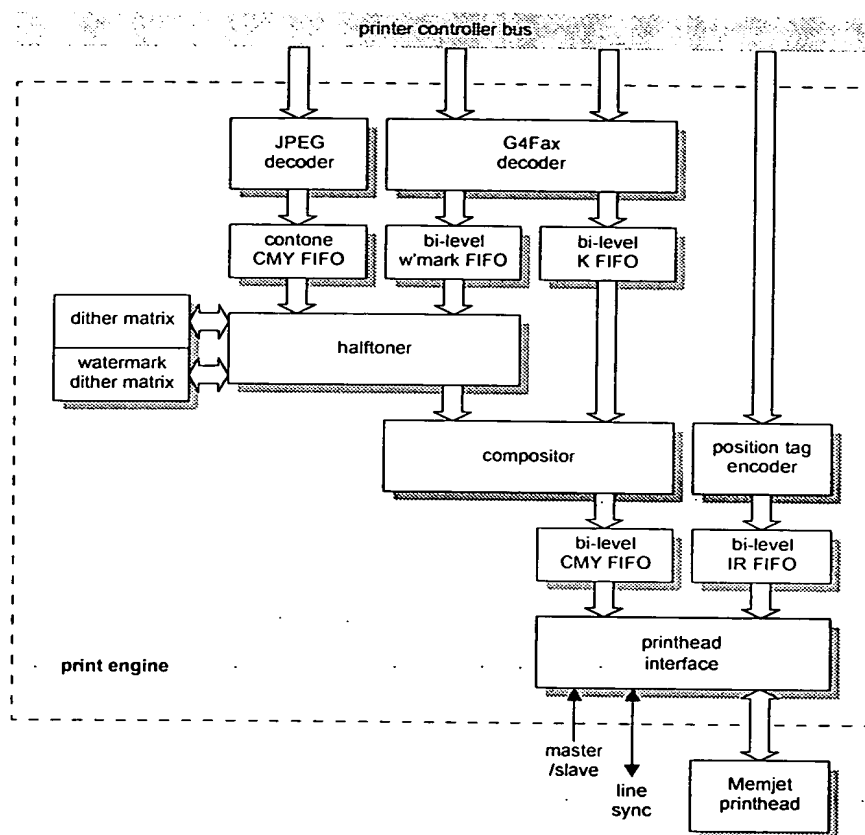 printer controller bus
JPEG
decoder
G4Fax
decoder
contone
CMY FIFO
bi-level
w'mark FIFO
bi-level
K FIFO
dither matrix
watermark
dither matrix
halftoner
compositor
position tag
encoder
bi-level
CMY FIFO
bi-level
IR FIFO
printhead
interface
print engine
master
/slave
line
sync
Memjet
printhead